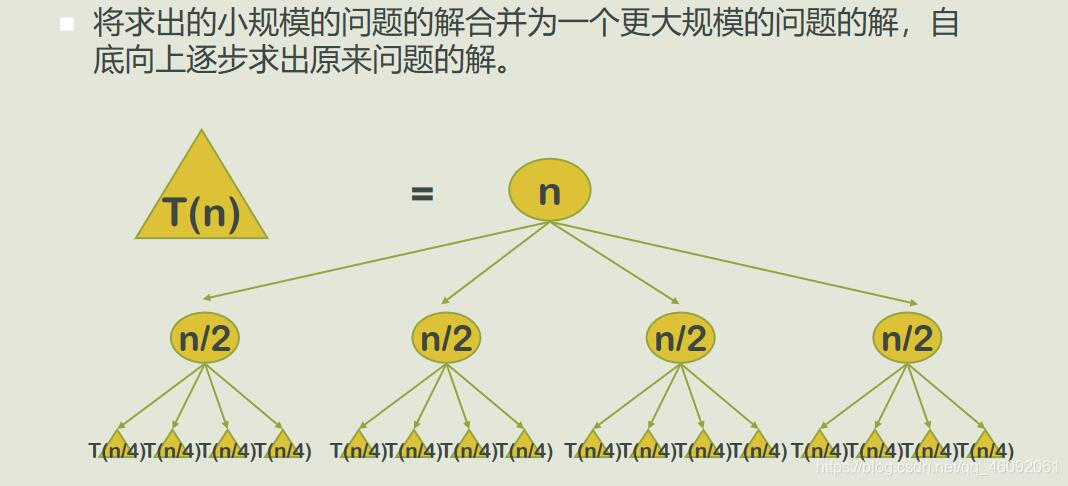 将求出的小规模的问题的解合并为一个更大规模的问题的解，自
底向上逐步求出原来问题的解。
T(n) = n
n/2 n/2 n/2 n/2
T(n/4) T(n/4) T(n/4) T(n/4) T(n/4) T(n/4) T(n/4) T(n/4) T(n/4) T(n/4) T(n/4) T(n/4) T(n/4) T(n/4) T(n/4) T(n/4)
https://blog.csdn.net/qq_46092061